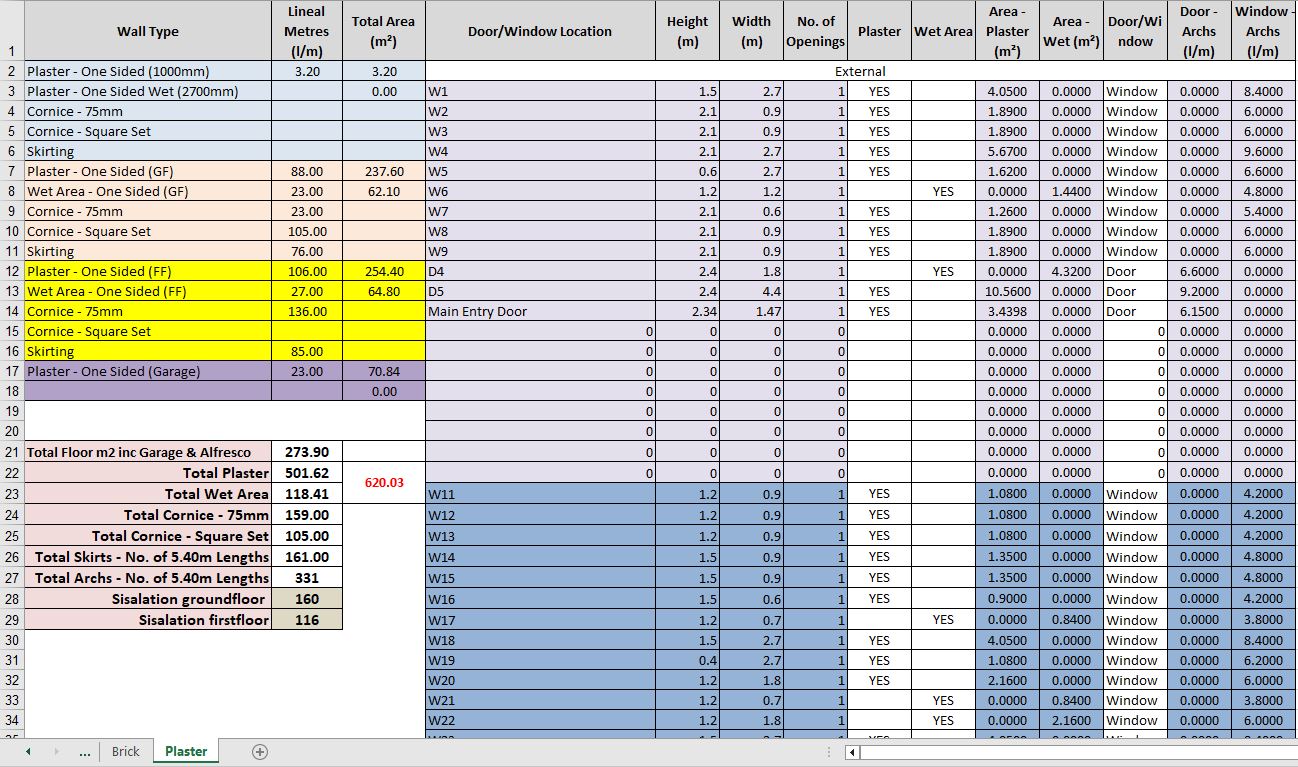 Wall Type Lineal Metres (l/m) Total Area (m²) Door/Window Location Height (m) Width (m) No. of Openings Plaster Wet Area Area - Plaster (m²) Area - Wet (m²) Door/Window Door - Archs (l/m) Window - Archs (l/m)
1
2 Plaster - One Sided (1000mm) 3.20 3.20 External
3 Plaster - One Sided Wet (2700mm) 0.00 W1 1.5 2.7 1 YES 4.0500 0.0000 Window 0.0000 8.4000
4 Cornice - 75mm W2 2.1 0.9 1 YES 1.8900 0.0000 Window 0.0000 6.0000
5 Cornice - Square Set W3 2.1 0.9 1 YES 1.8900 0.0000 Window 0.0000 6.0000
6 Skirting W4 2.1 2.7 1 YES 5.6700 0.0000 Window 0.0000 9.6000
7 Plaster - One Sided (GF) 88.00 237.60 W5 0.6 2.7 1 YES 1.6200 0.0000 Window 0.0000 6.6000
8 Wet Area - One Sided (GF) 23.00 62.10 W6 1.2 1.2 1 YES 0.0000 1.4400 Window 0.0000 4.8000
9 Cornice - 75mm 23.00 W7 2.1 0.6 1 YES 1.2600 0.0000 Window 0.0000 5.4000
10 Cornice - Square Set 105.00 W8 2.1 0.9 1 YES 1.8900 0.0000 Window 0.0000 6.0000
11 Skirting 76.00 W9 2.1 0.9 1 YES 1.8900 0.0000 Window 0.0000 6.0000
12 Plaster - One Sided (FF) 106.00 254.40 D4 2.4 1.8 1 YES 0.0000 4.3200 Door 6.6000 0.0000
13 Wet Area - One Sided (FF) 27.00 64.80 D5 2.4 4.4 1 YES 10.5600 0.0000 Door 9.2000 0.0000
14 Cornice - 75mm 136.00 Main Entry Door 2.34 1.47 1 YES 3.4398 0.0000 Door 6.1500 0.0000
15 Cornice - Square Set 0 0 0 0 0.0000 0.0000 0 0.0000 0.0000
16 Skirting 85.00 0 0 0 0 0.0000 0.0000 0 0.0000 0.0000
17 Plaster - One Sided (Garage) 23.00 70.84 0 0 0 0 0.0000 0.0000 0 0.0000 0.0000
18 0.00 0 0 0 0 0.0000 0.0000 0 0.0000 0.0000
19 0 0 0 0 0.0000 0.0000 0 0.0000 0.0000
20 0 0 0 0 0.0000 0.0000 0 0.0000 0.0000
21 Total Floor m2 inc Garage & Alfresco 273.90 0 0 0 0 0.0000 0.0000 0 0.0000 0.0000
22 Total Plaster 501.62 620.03 0 0 0 0 0.0000 0.0000 0 0.0000 0.0000
23 Total Wet Area 118.41 W11 1.2 0.9 1 YES 1.0800 0.0000 Window 0.0000 4.2000
24 Total Cornice - 75mm 159.00 W12 1.2 0.9 1 YES 1.0800 0.0000 Window 0.0000 4.2000
25 Total Cornice - Square Set 105.00 W13 1.2 0.9 1 YES 1.0800 0.0000 Window 0.0000 4.2000
26 Total Skirts - No. of 5.40m Lengths 161.00 W14 1.5 0.9 1 YES 1.3500 0.0000 Window 0.0000 4.8000
27 Total Archs - No. of 5.40m Lengths 331 W15 1.5 0.9 1 YES 1.3500 0.0000 Window 0.0000 4.8000
28 Sisalation groundfloor 160 W16 1.5 0.6 1 YES 0.9000 0.0000 Window 0.0000 4.2000
29 Sisalation firstfloor 116 W17 1.2 0.7 1 YES 0.0000 0.8400 Window 0.0000 3.8000
30 W18 1.5 2.7 1 YES 4.0500 0.0000 Window 0.0000 8.4000
31 W19 0.4 2.7 1 YES 1.0800 0.0000 Window 0.0000 6.2000
32 W20 1.2 1.8 1 YES 2.1600 0.0000 Window 0.0000 6.0000
33 W21 1.2 0.7 1 YES 0.0000 0.8400 Window 0.0000 3.8000
34 W22 1.2 1.8 1 YES 0.0000 2.1600 Window 0.0000 6.0000
... Brick Plaster